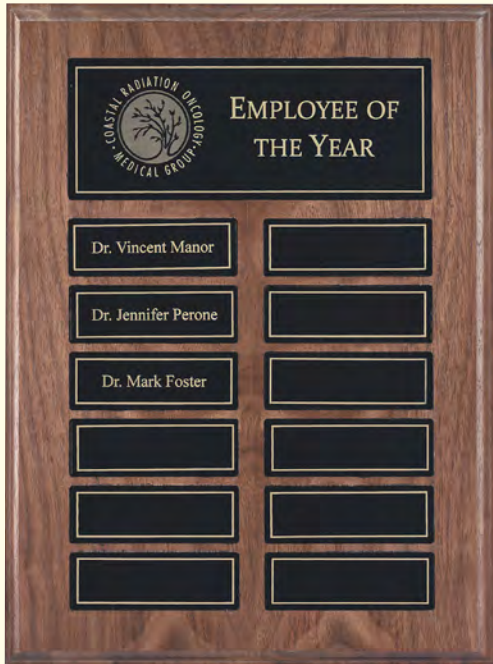 COASTAL RADIATION ONCOLOGY
· MEDICAL GROUP ·
EMPLOYEE OF
THE YEAR
Dr. Vincent Manor
Dr. Jennifer Perone
Dr. Mark Foster